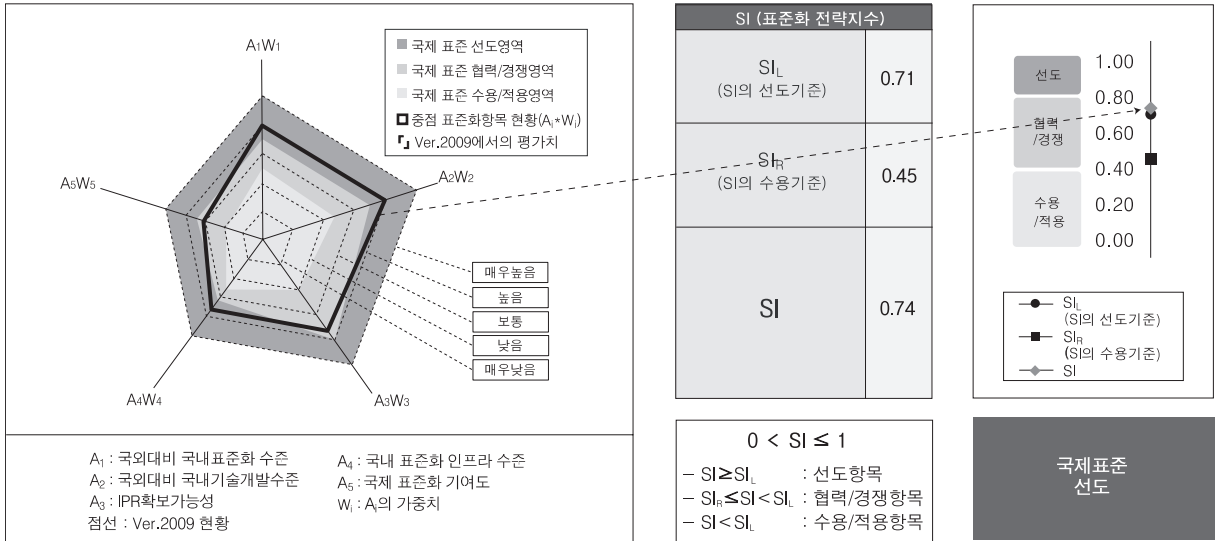 A₁W₁
A₂W₂
A₃W₃
A₄W₄
A₅W₅
국제 표준 선도영역
국제 표준 협력/경쟁영역
국제 표준 수용/적용영역
중점 표준화항목 현황(Aᵢ*Wᵢ)
Ver.2009에서의 평가치
매우높음
높음
보통
낮음
매우낮음
A₁ : 국외대비 국내표준화 수준
A₂ : 국외대비 국내기술개발수준
A₃ : IPR확보가능성
점선 : Ver.2009 현황
A₄ : 국내 표준화 인프라 수준
A₅ : 국제 표준화 기여도
Wᵢ : Aᵢ의 가중치
SI (표준화 전략지수)
SI_L
(SI의 선도기준)
0.71
SI_R
(SI의 수용기준)
0.45
SI
0.74
0 < SI ≤ 1
– SI≥SI_L : 선도항목
– SI_R≤SI<SI_L : 협력/경쟁항목
– SI<SI_L : 수용/적용항목
선도
협력
/경쟁
수용
/적용
1.00
0.80
0.60
0.40
0.20
0.00
SI_L
(SI의 선도기준)
SI_R
(SI의 수용기준)
SI
국제표준
선도